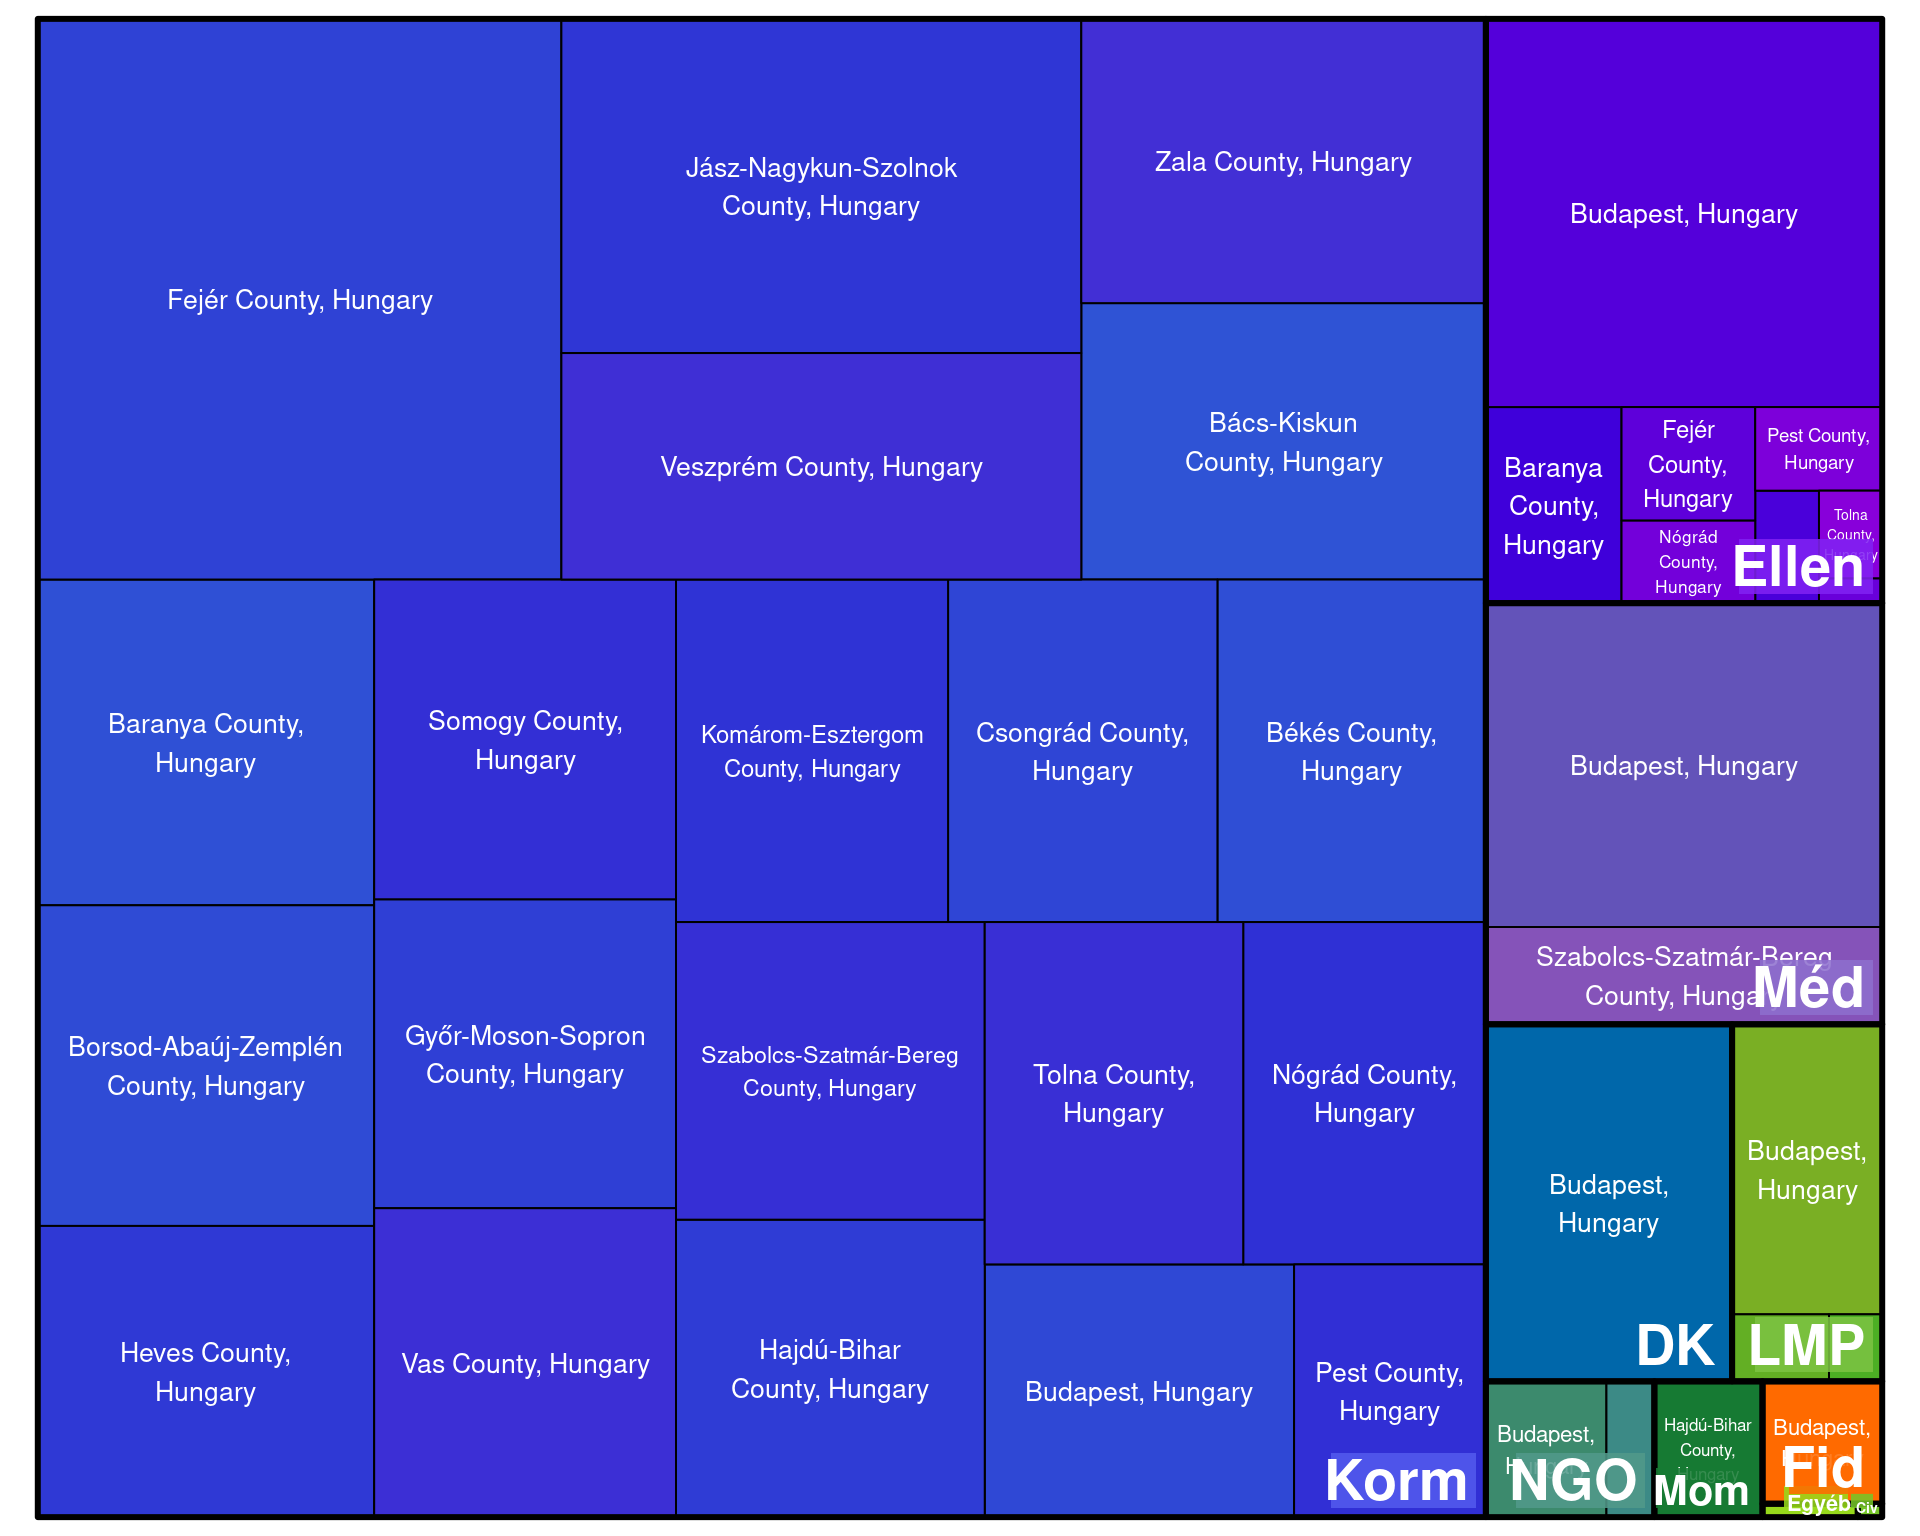 Fejér County, Hungary
Jász-Nagykun-Szolnok
County, Hungary
Veszprém County, Hungary
Zala County, Hungary
Bács-Kiskun
County, Hungary
Baranya County,
Hungary
Somogy County,
Hungary
Komárom-Esztergom
County, Hungary
Csongrád County,
Hungary
Békés County,
Hungary
Borsod-Abaúj-Zemplén
County, Hungary
Győr-Moson-Sopron
County, Hungary
Szabolcs-Szatmár-Bereg
County, Hungary
Tolna County,
Hungary
Nógrád County,
Hungary
Heves County,
Hungary
Vas County, Hungary
Hajdú-Bihar
County, Hungary
Budapest, Hungary
Pest County,
Hungary
Korm
Budapest, Hungary
Baranya
County,
Hungary
Fejér
County,
Hungary
Nógrád
County,
Hungary
Pest County,
Hungary
Tolna
County,
Hungary
Ellen
Budapest, Hungary
Szabolcs-Szatmár-Bereg
County, Hungary
Méd
Budapest,
Hungary
DK
Budapest,
Hungary
LMP
Budapest,
NGO
Hajdú-Bihar
County,
Hungary
Mom
Budapest,
Fid
Egyéb
Civ